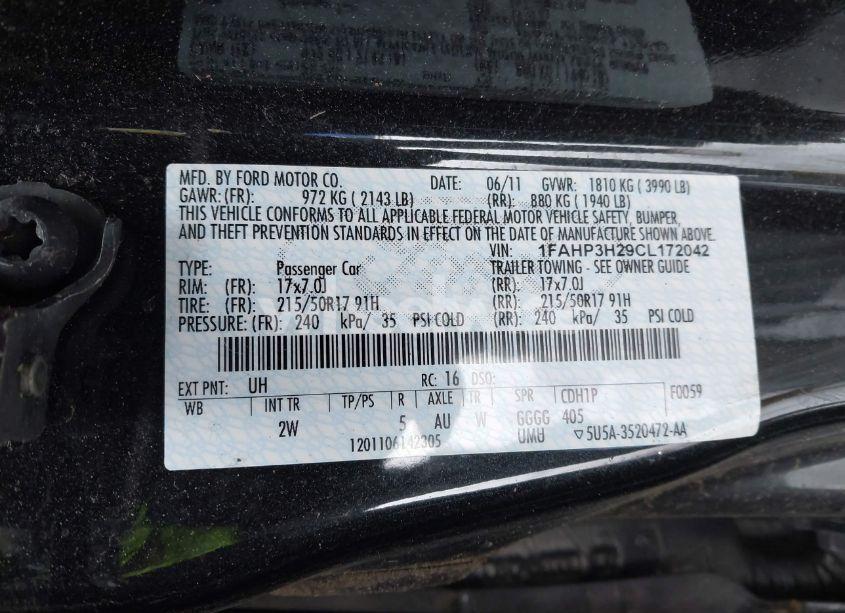 MFD. BY FORD MOTOR CO. DATE: 06/11 GVWR: 1810 KG ( 3990 LB)
GAWR: (FR): 972 KG ( 2143 LB) (RR): 880 KG ( 1940 LB)
THIS VEHICLE CONFORMS TO ALL APPLICABLE FEDERAL MOTOR VEHICLE SAFETY, BUMPER,
AND THEFT PREVENTION STANDARDS IN EFFECT ON THE DATE OF MANUFACTURE SHOWN ABOVE.
VIN: 1FAHP3H29CL172042
TYPE: Passenger Car TRAILER TOWING - SEE OWNER GUIDE
RIM: (FR): 17x7.0J (RR): 17x7.0J
TIRE: (FR): 215/50R17 91H (RR): 215/50R17 91H
PRESSURE: (FR): 240 kPa/ 35 PSI COLD (RR): 240 kPa/ 35 PSI COLD
EXT PNT: UH RC: 16 DSO:
WB INT TR TP/PS R AXLE TR SPR CDH1P F0059
2W 5 AU W GGGG 405
1201106142305 UMU ▽5U5A-3520472-AA